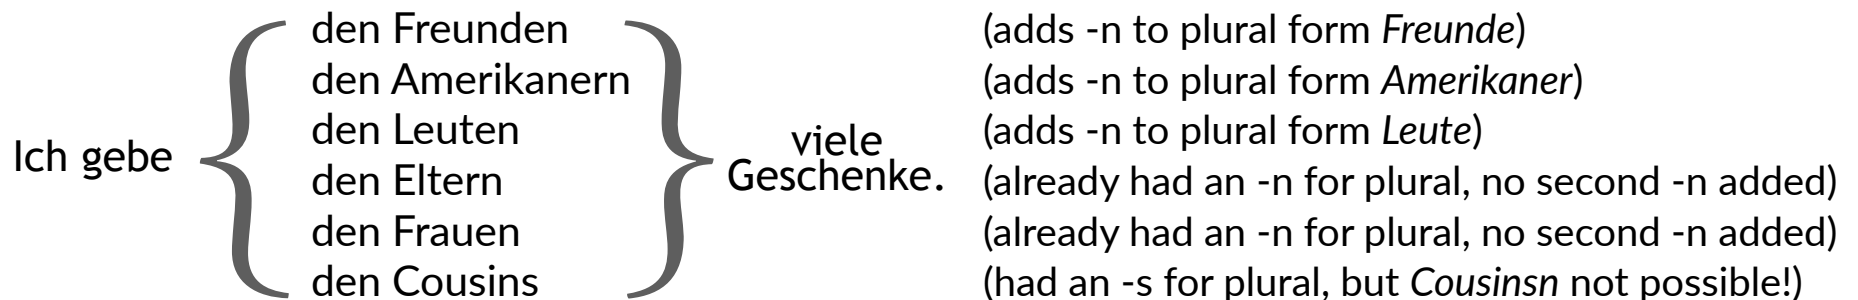 Ich gebe
den Freunden
den Amerikanern
den Leuten
den Eltern
den Frauen
den Cousins
viele
Geschenke.
(adds -n to plural form Freunde)
(adds -n to plural form Amerikaner)
(adds -n to plural form Leute)
(already had an -n for plural, no second -n added)
(already had an -n for plural, no second -n added)
(had an -s for plural, but Cousinsn not possible!)